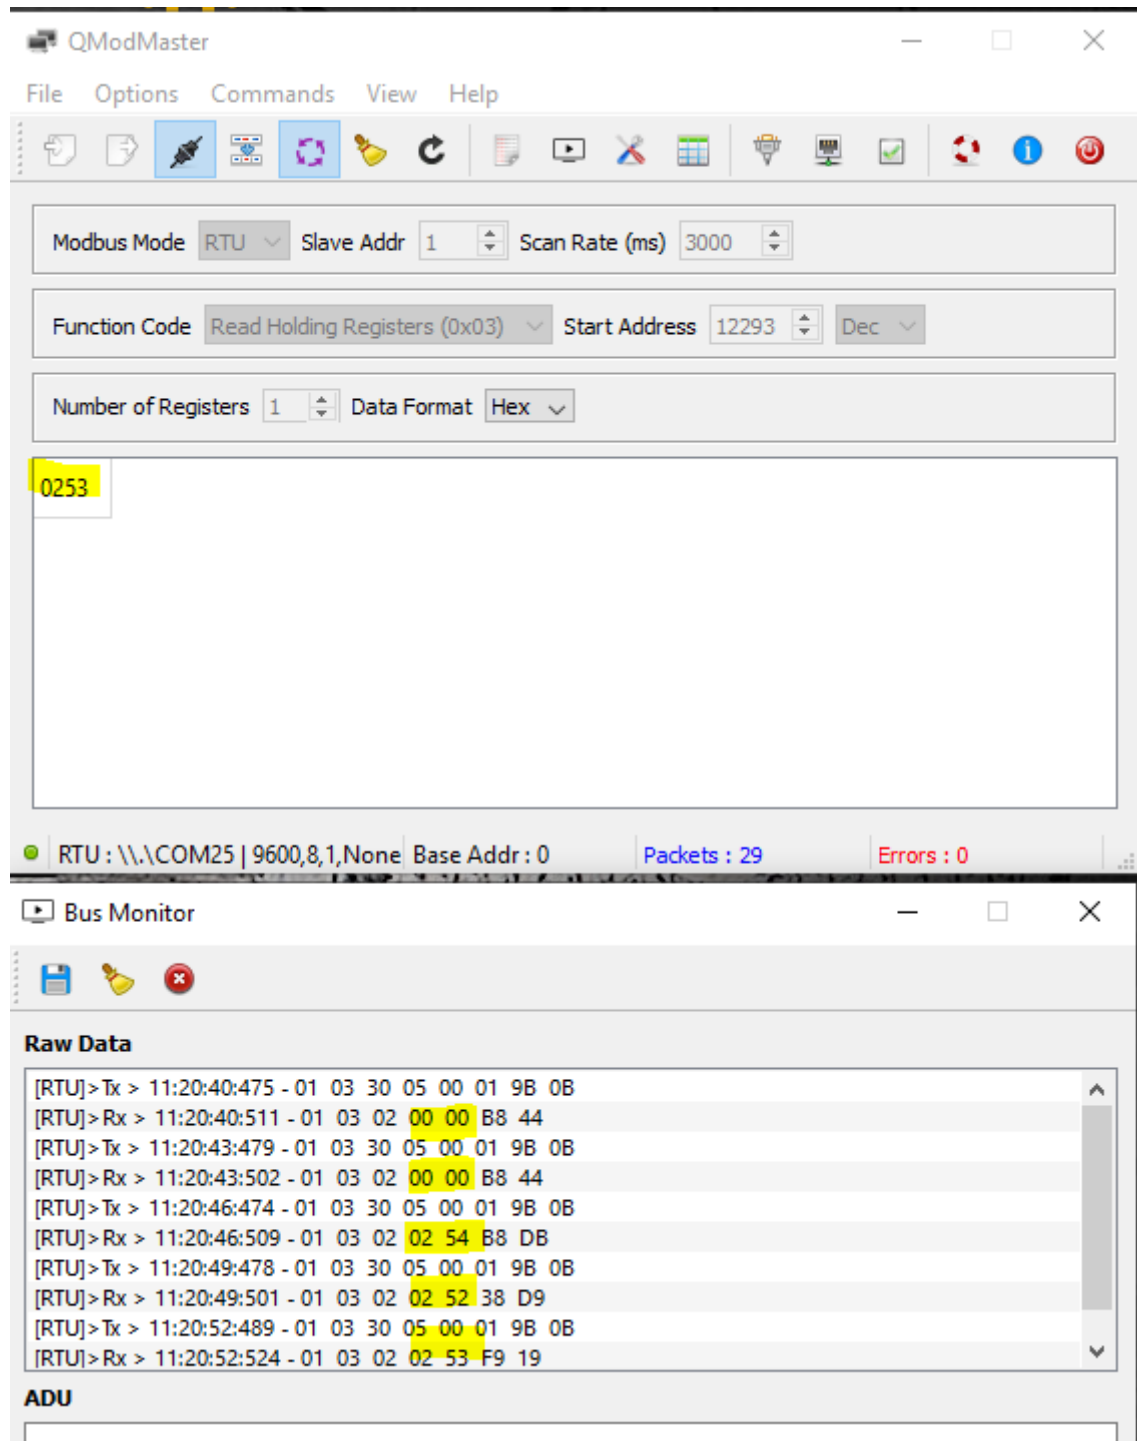 QModMaster
File Options Commands View Help
Modbus Mode RTU Slave Addr 1 Scan Rate (ms) 3000
Function Code Read Holding Registers (0x03) Start Address 12293 Dec
Number of Registers 1 Data Format Hex
0253
RTU : \\.\COM25 | 9600,8,1,None Base Addr : 0 Packets : 29 Errors : 0
Bus Monitor
Raw Data
[RTU]>Tx > 11:20:40:475 - 01 03 30 05 00 01 9B 0B
[RTU]>Rx > 11:20:40:511 - 01 03 02 00 00 B8 44
[RTU]>Tx > 11:20:43:479 - 01 03 30 05 00 01 9B 0B
[RTU]>Rx > 11:20:43:502 - 01 03 02 00 00 B8 44
[RTU]>Tx > 11:20:46:474 - 01 03 30 05 00 01 9B 0B
[RTU]>Rx > 11:20:46:509 - 01 03 02 02 54 B8 DB
[RTU]>Tx > 11:20:49:478 - 01 03 30 05 00 01 9B 0B
[RTU]>Rx > 11:20:49:501 - 01 03 02 02 52 38 D9
[RTU]>Tx > 11:20:52:489 - 01 03 30 05 00 01 9B 0B
[RTU]>Rx > 11:20:52:524 - 01 03 02 02 53 F9 19
ADU